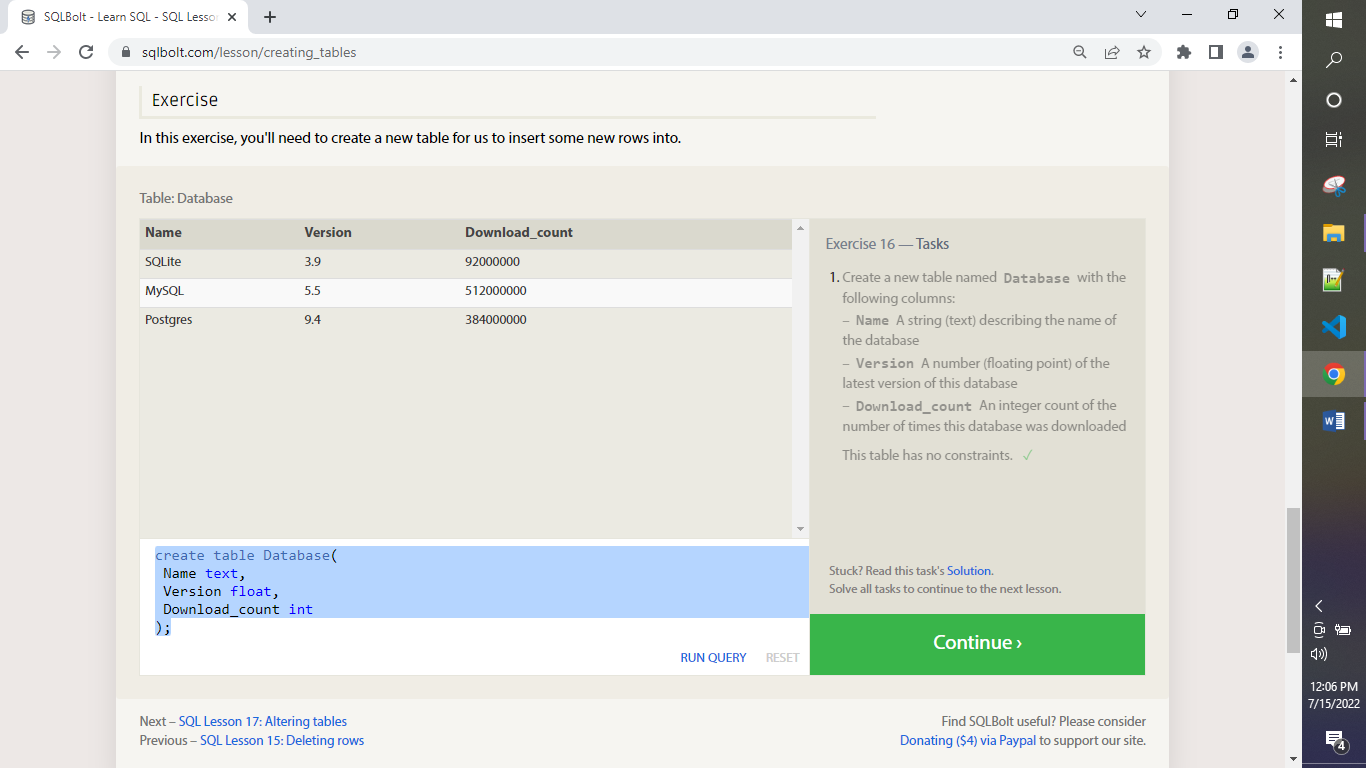 SQLBolt - Learn SQL - SQL Lesson
sqlbolt.com/lesson/creating_tables
Exercise
In this exercise, you'll need to create a new table for us to insert some new rows into.
Table: Database
Name Version Download_count
SQLite 3.9 92000000
MySQL 5.5 512000000
Postgres 9.4 384000000
Exercise 16 — Tasks
1. Create a new table named Database with the
following columns:
– Name A string (text) describing the name of
the database
– Version A number (floating point) of the
latest version of this database
– Download_count An integer count of the
number of times this database was downloaded
This table has no constraints. ✓
create table Database(
Name text,
Version float,
Download_count int
);
RUN QUERY RESET
Stuck? Read this task's Solution.
Solve all tasks to continue to the next lesson.
Continue ›
Next – SQL Lesson 17: Altering tables
Previous – SQL Lesson 15: Deleting rows
Find SQLBolt useful? Please consider
Donating ($4) via Paypal to support our site.
12:06 PM
7/15/2022
4